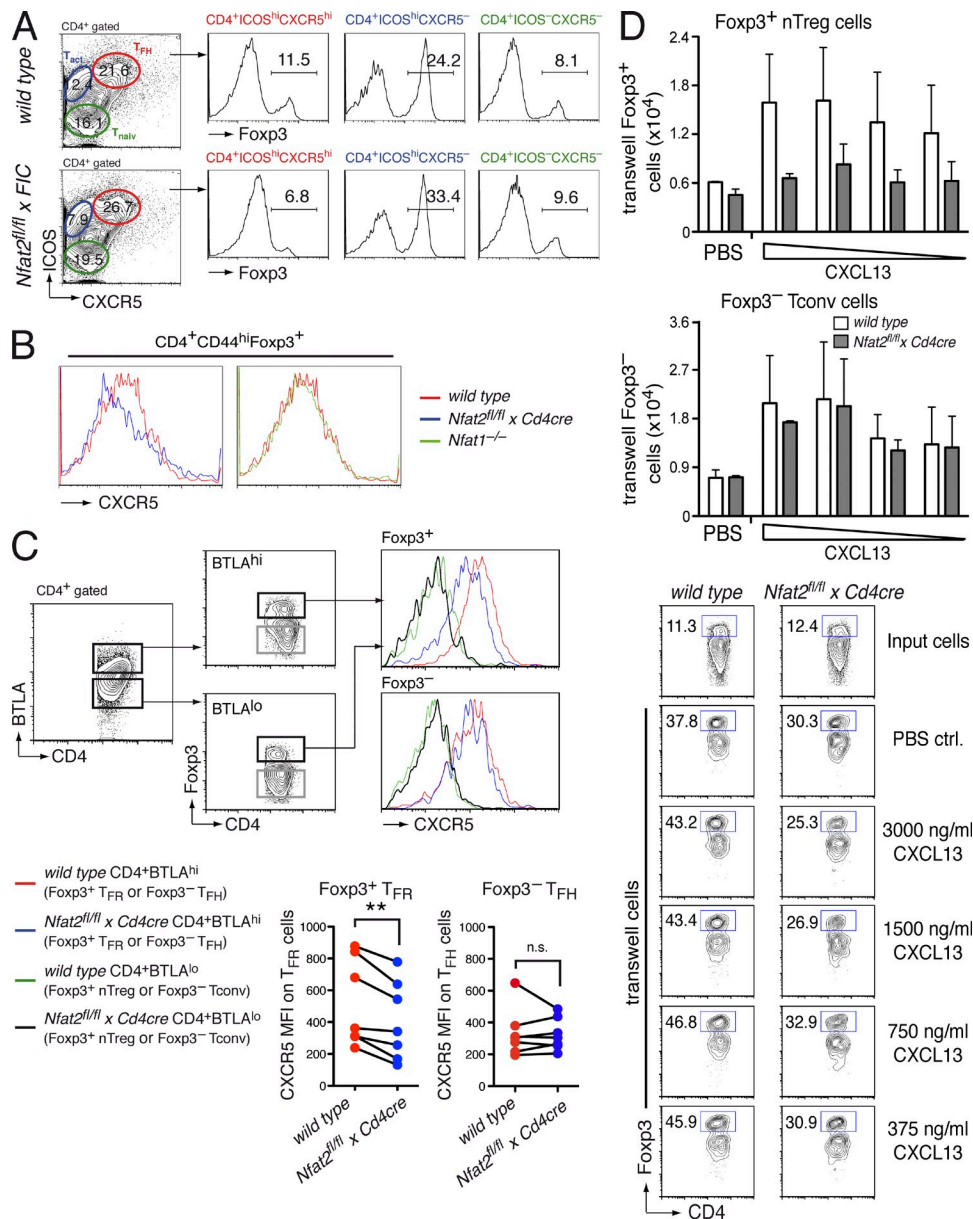 A
CD4+ gated
wild type
Tact.
TFH
12.4
21.6
16.1
Tnaiv
CD4+ICOShiCXCR5hi
CD4+ICOShiCXCR5–
CD4+ICOS–CXCR5–
11.5
24.2
8.1
Foxp3
CD4+ gated
Nfat2fl/fl x FIC
7.9
26.7
19.5
ICOS
CXCR5
CD4+ICOShiCXCR5hi
CD4+ICOShiCXCR5–
CD4+ICOS–CXCR5–
6.8
33.4
9.6
Foxp3
B
CD4+CD44hiFoxp3+
CXCR5
wild type
Nfat2fl/fl x Cd4cre
Nfat1–/–
C
CD4+ gated
BTLA
CD4
BTLAhi
BTLAlo
Foxp3
CD4
Foxp3+
Foxp3–
CXCR5
wild type CD4+BTLAhi
(Foxp3+ TFR or Foxp3– TFH)
Nfat2fl/fl x Cd4cre CD4+BTLAhi
(Foxp3+ TFR or Foxp3– TFH)
wild type CD4+BTLAlo
(Foxp3+ nTreg or Foxp3– Tconv)
Nfat2fl/fl x Cd4cre CD4+BTLAlo
(Foxp3+ nTreg or Foxp3– Tconv)
Foxp3+ TFR
**
CXCR5 MFI on TFR cells
1000
800
600
400
200
0
wild type
Nfat2fl/fl x Cd4cre
Foxp3– TFH
n.s.
CXCR5 MFI on TFH cells
1000
800
600
400
200
0
wild type
Nfat2fl/fl x Cd4cre
D
Foxp3+ nTreg cells
transwell Foxp3+
cells (x10⁴)
2.4
1.8
1.2
0.6
0
PBS
CXCL13
Foxp3– Tconv cells
wild type
Nfat2fl/fl x Cd4cre
transwell Foxp3–
cells (x10⁴)
3.6
2.7
1.8
0.9
0
PBS
CXCL13
wild type
Nfat2fl/fl x Cd4cre
11.3
12.4
Input cells
37.8
30.3
PBS ctrl.
43.2
25.3
3000 ng/ml
CXCL13
43.4
26.9
1500 ng/ml
CXCL13
46.8
32.9
750 ng/ml
CXCL13
45.9
30.9
375 ng/ml
CXCL13
transwell cells
Foxp3
CD4